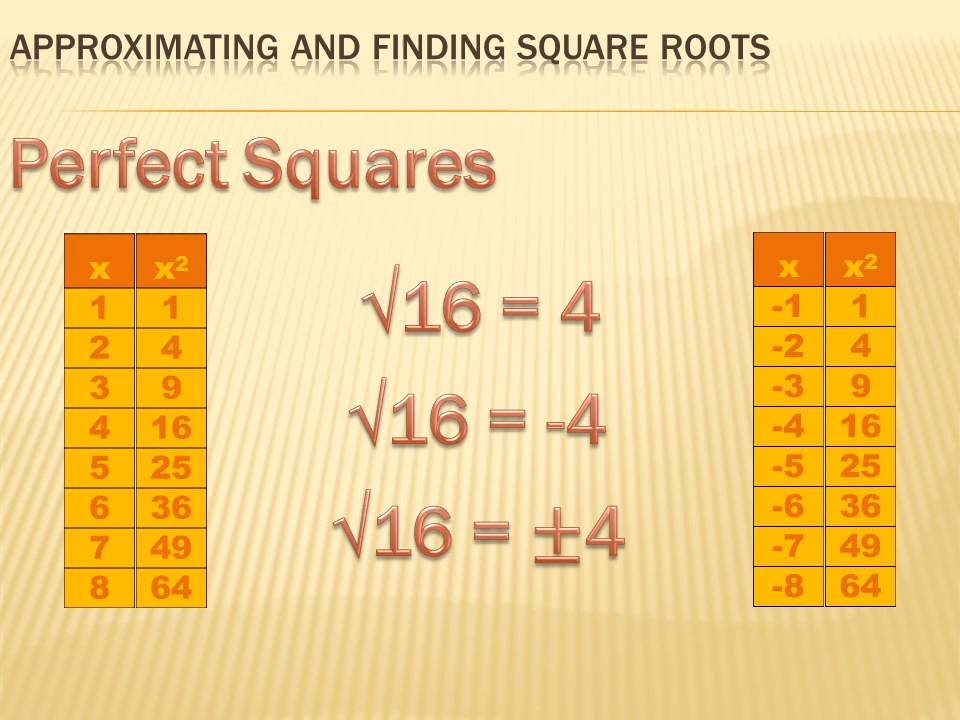 APPROXIMATING AND FINDING SQUARE ROOTS
Perfect Squares
x x²
1 1
2 4
3 9
4 16
5 25
6 36
7 49
8 64
√16 = 4
√16 = -4
√16 = ±4
x x²
-1 1
-2 4
-3 9
-4 16
-5 25
-6 36
-7 49
-8 64